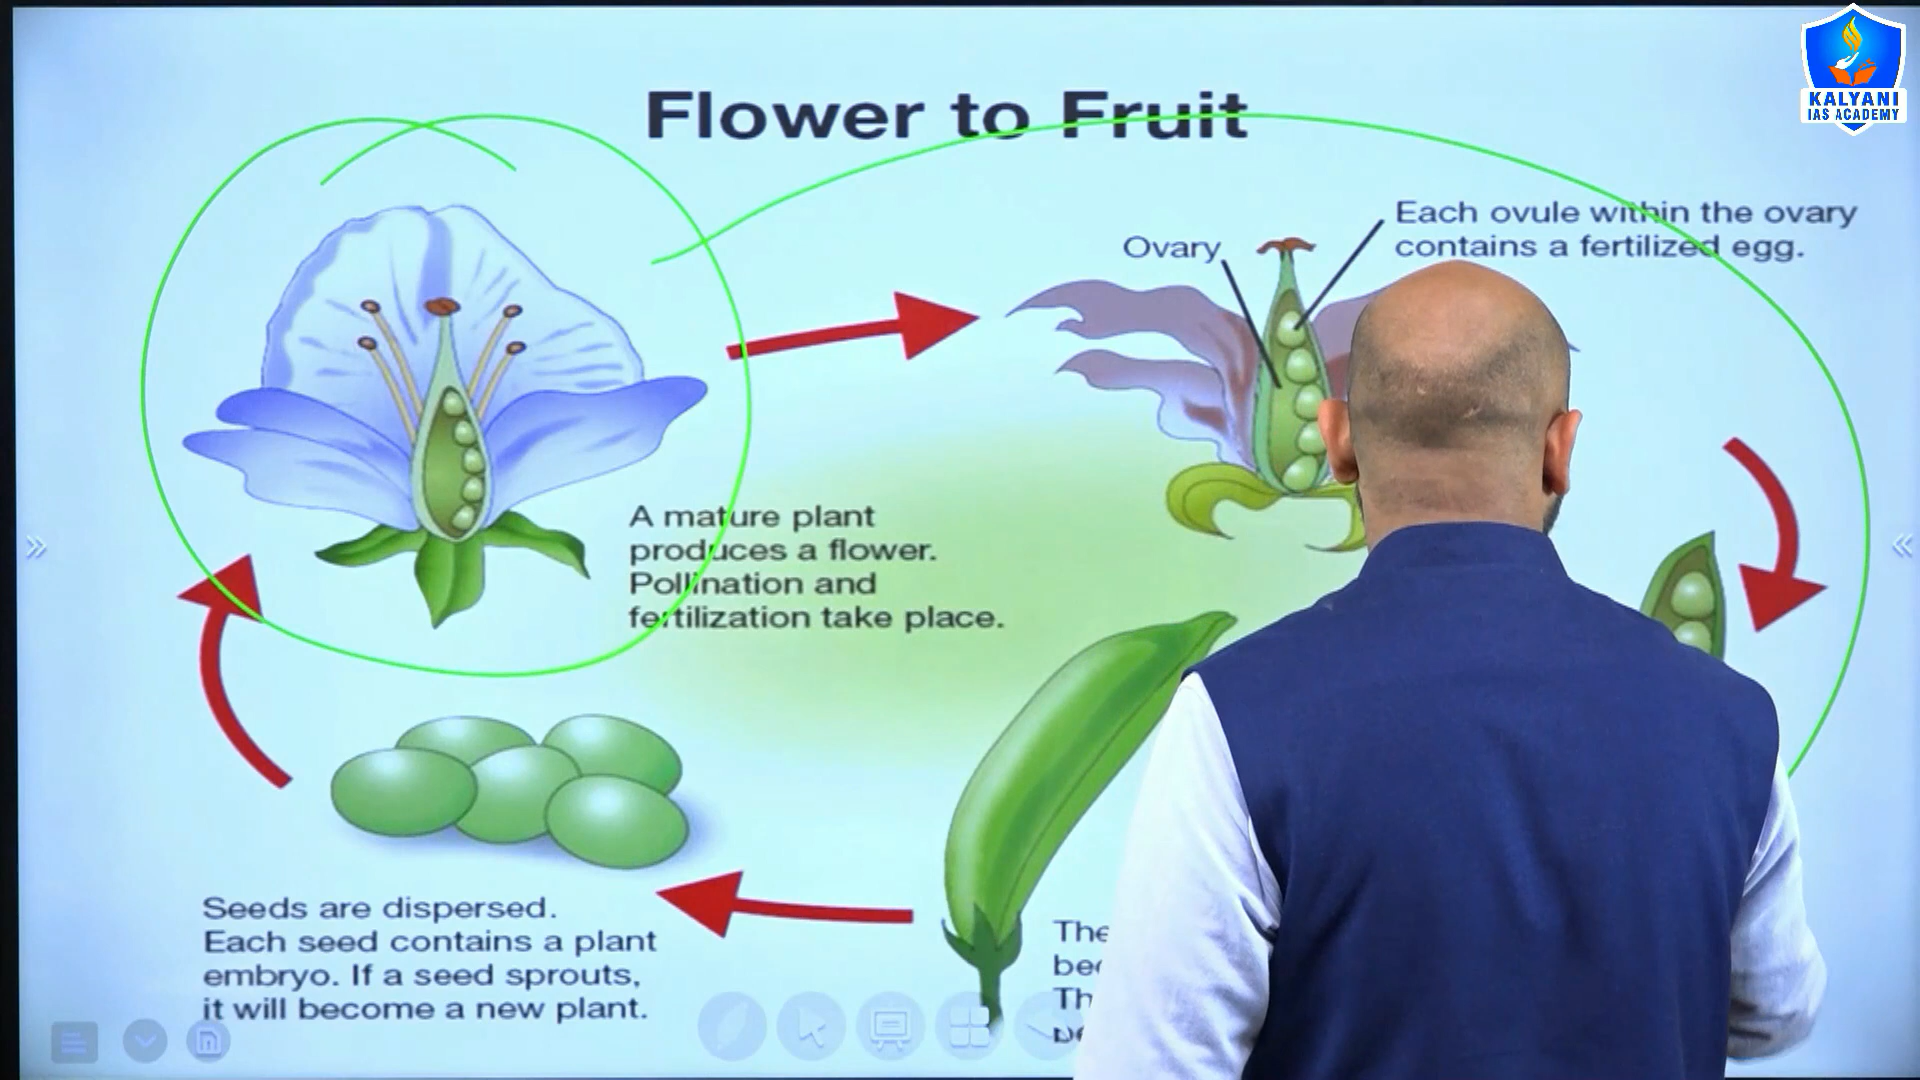 KALYANI
IAS ACADEMY
Flower to Fruit
Ovary
Each ovule within the ovary
contains a fertilized egg.
A mature plant
produces a flower.
Pollination and
fertilization take place.
Seeds are dispersed.
Each seed contains a plant
embryo. If a seed sprouts,
it will become a new plant.